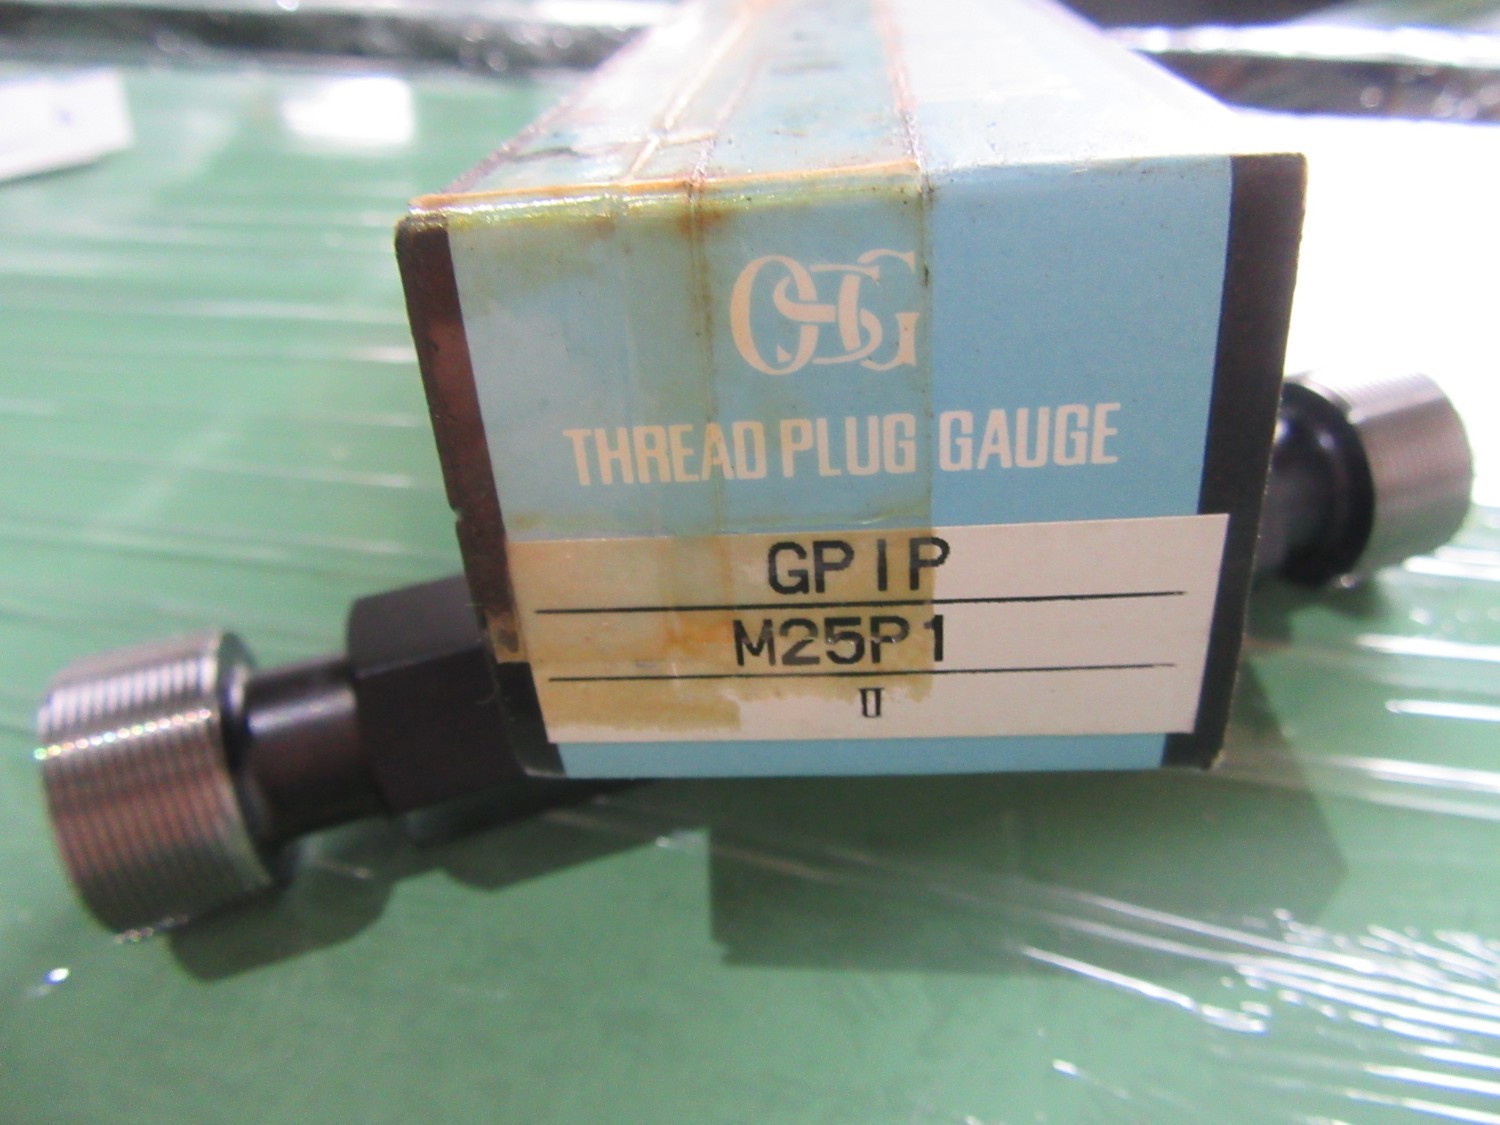 OSG
THREAD PLUG GAUGE
GPIP
M25P1
II